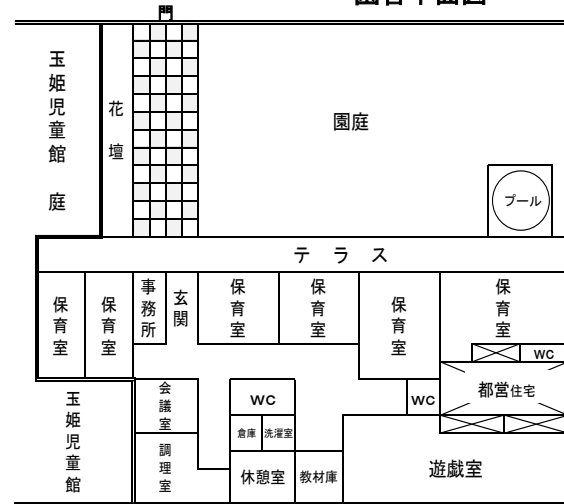 園舎平面図
門
玉姫児童館 庭
花壇
園庭
プール
テラス
保育室
保育室
事務所
玄関
保育室
保育室
保育室
保育室
WC
都営住宅
玉姫児童館
会議室
WC
WC
倉庫
洗濯室
調理室
休憩室
教材庫
遊戯室